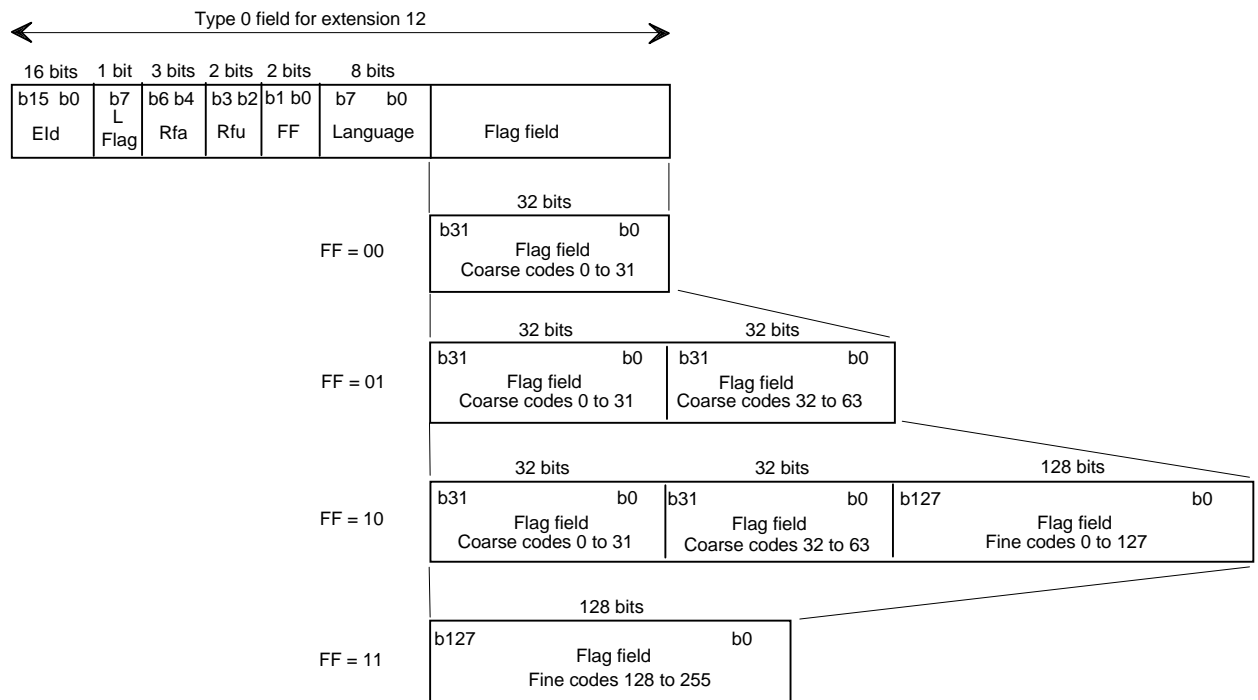 Type 0 field for extension 12
16 bits 1 bit 3 bits 2 bits 2 bits 8 bits
b15 b0 b7 b6 b4 b3 b2 b1 b0 b7 b0
EId L Flag Rfa Rfu FF Language Flag field
32 bits
b31 b0
FF = 00
Flag field
Coarse codes 0 to 31
32 bits 32 bits
b31 b0 b31 b0
FF = 01
Flag field Flag field
Coarse codes 0 to 31 Coarse codes 32 to 63
32 bits 32 bits 128 bits
b31 b0 b31 b0 b127 b0
FF = 10
Flag field Flag field Flag field
Coarse codes 0 to 31 Coarse codes 32 to 63 Fine codes 0 to 127
128 bits
b127 b0
FF = 11
Flag field
Fine codes 128 to 255